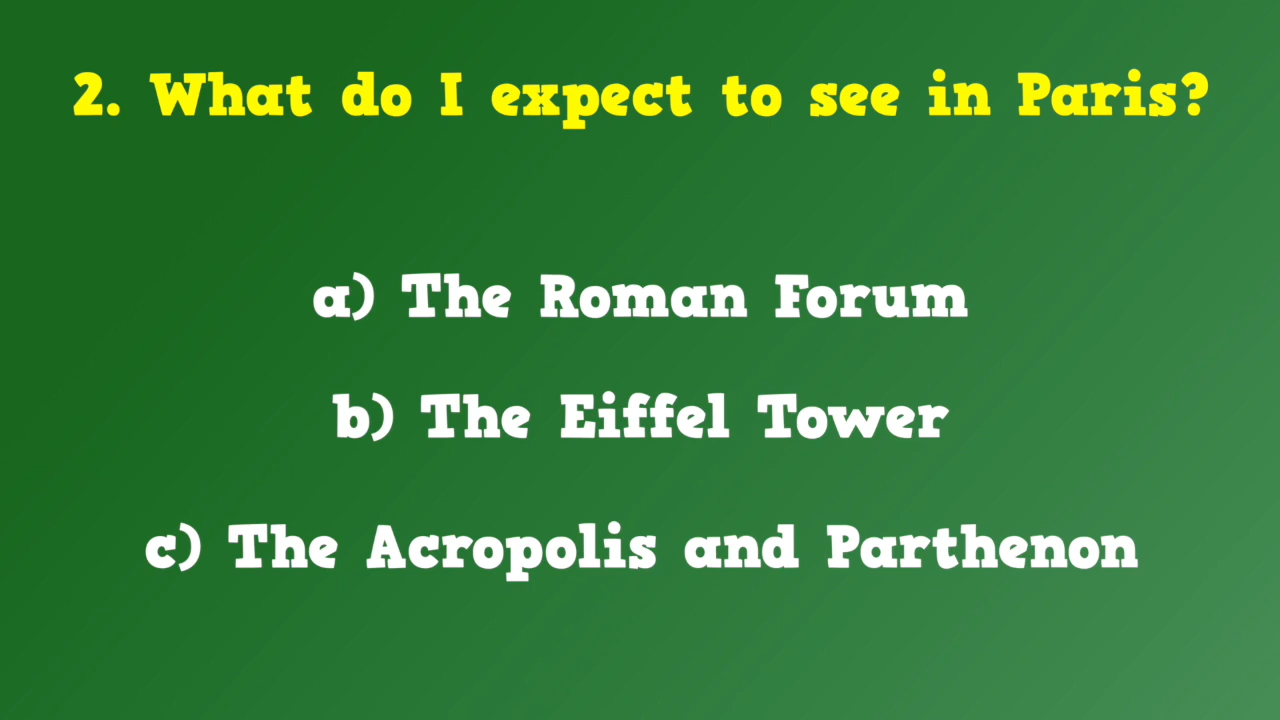 2. What do I expect to see in Paris?
a) The Roman Forum
b) The Eiffel Tower
c) The Acropolis and Parthenon